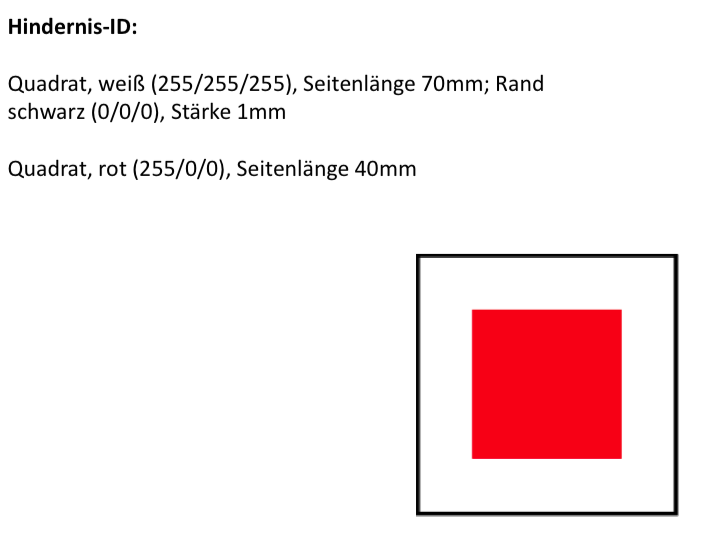 Hindernis-ID:
Quadrat, weiß (255/255/255), Seitenlänge 70mm; Rand
schwarz (0/0/0), Stärke 1mm
Quadrat, rot (255/0/0), Seitenlänge 40mm